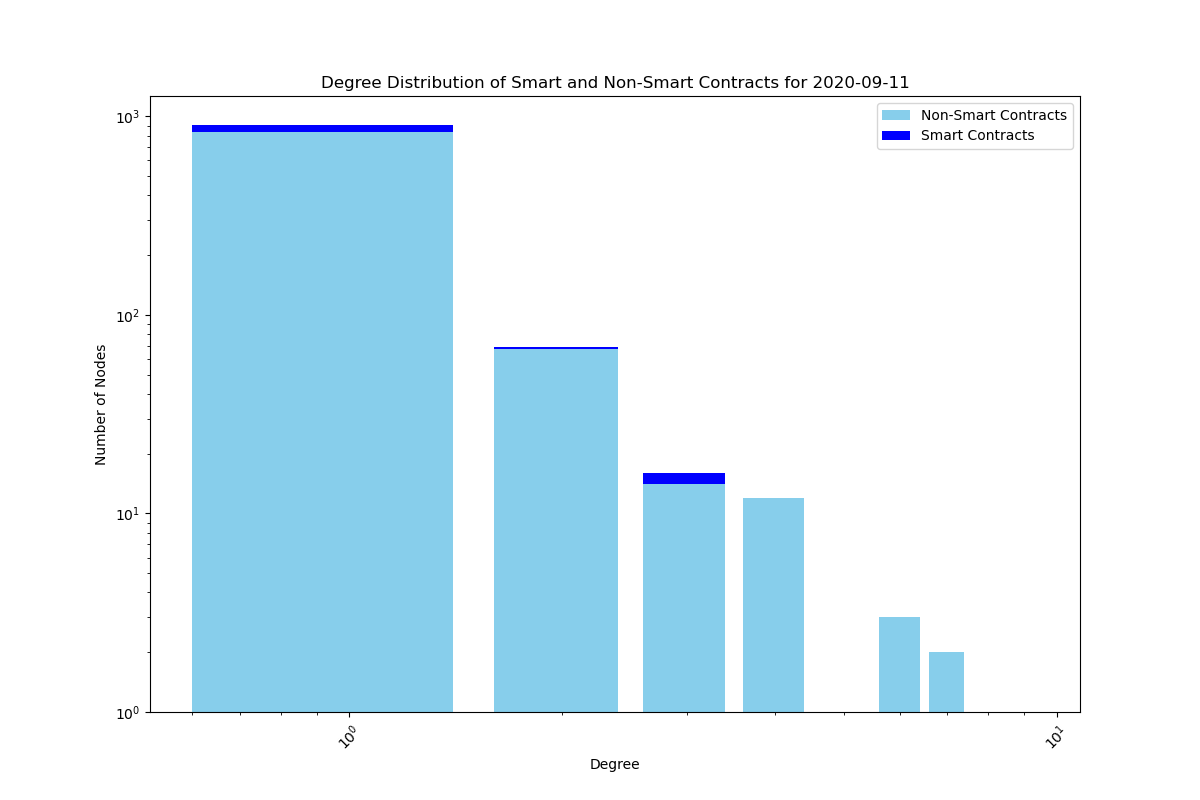 Degree Distribution of Smart and Non-Smart Contracts for 2020-09-11
Non-Smart Contracts
Smart Contracts
Number of Nodes
10³
10²
10¹
10⁰
10⁰
10¹
Degree